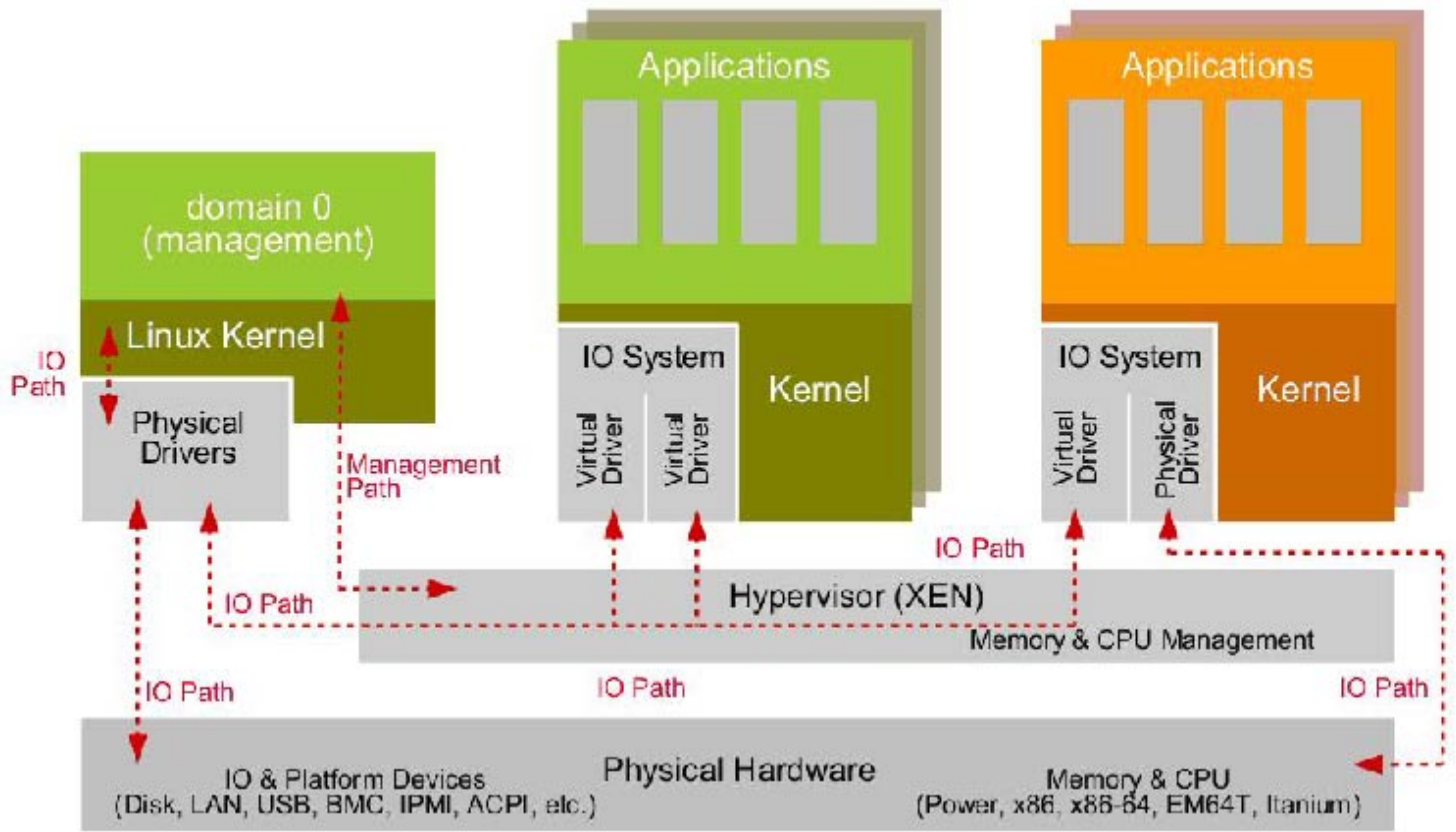 Applications
Applications
domain 0
(management)
Linux Kernel
IO
Path
Physical
Drivers
Management
Path
IO System
Virtual
Driver
Virtual
Driver
Kernel
IO System
Virtual
Driver
Physical
Driver
Kernel
IO Path
IO Path
Hypervisor (XEN)
Memory & CPU Management
IO Path
IO Path
IO Path
Physical Hardware
IO & Platform Devices
(Disk, LAN, USB, BMC, IPMI, ACPI, etc.)
Memory & CPU
(Power, x86, x86-64, EM64T, Itanium)